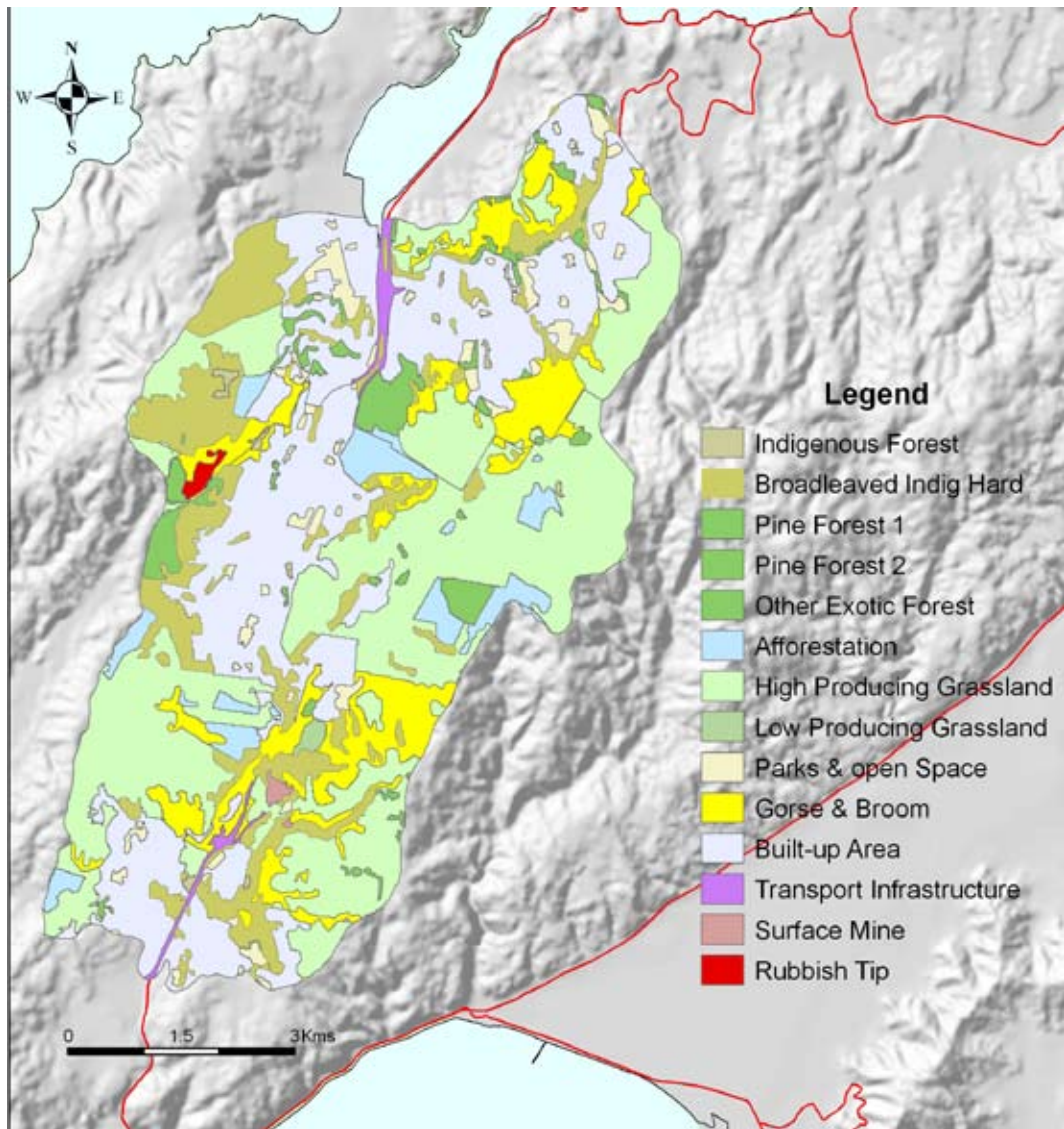 N
W E
S
Legend
Indigenous Forest
Broadleaved Indig Hard
Pine Forest 1
Pine Forest 2
Other Exotic Forest
Afforestation
High Producing Grassland
Low Producing Grassland
Parks & open Space
Gorse & Broom
Built-up Area
Transport Infrastructure
Surface Mine
Rubbish Tip
0 1.5 3Kms